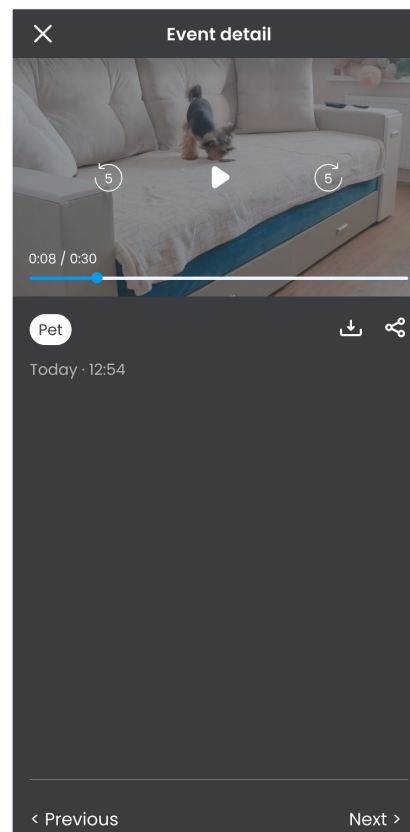 Event detail
5
5
0:08 / 0:30
Pet
Today · 12:54
< Previous
Next >